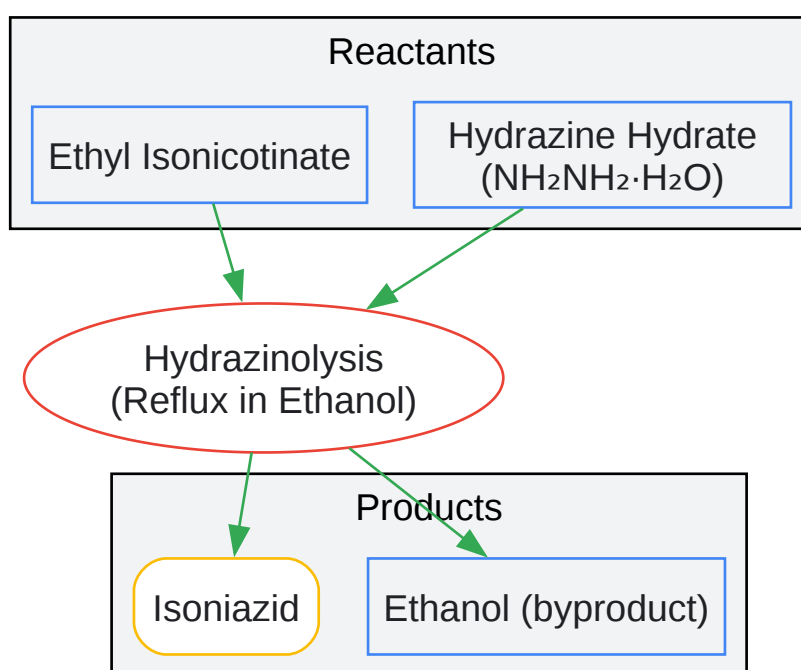 Reactants
Ethyl Isonicotinate
Hydrazine Hydrate
(NH₂NH₂·H₂O)
Hydrazinolysis
(Reflux in Ethanol)
Products
Isoniazid
Ethanol (byproduct)